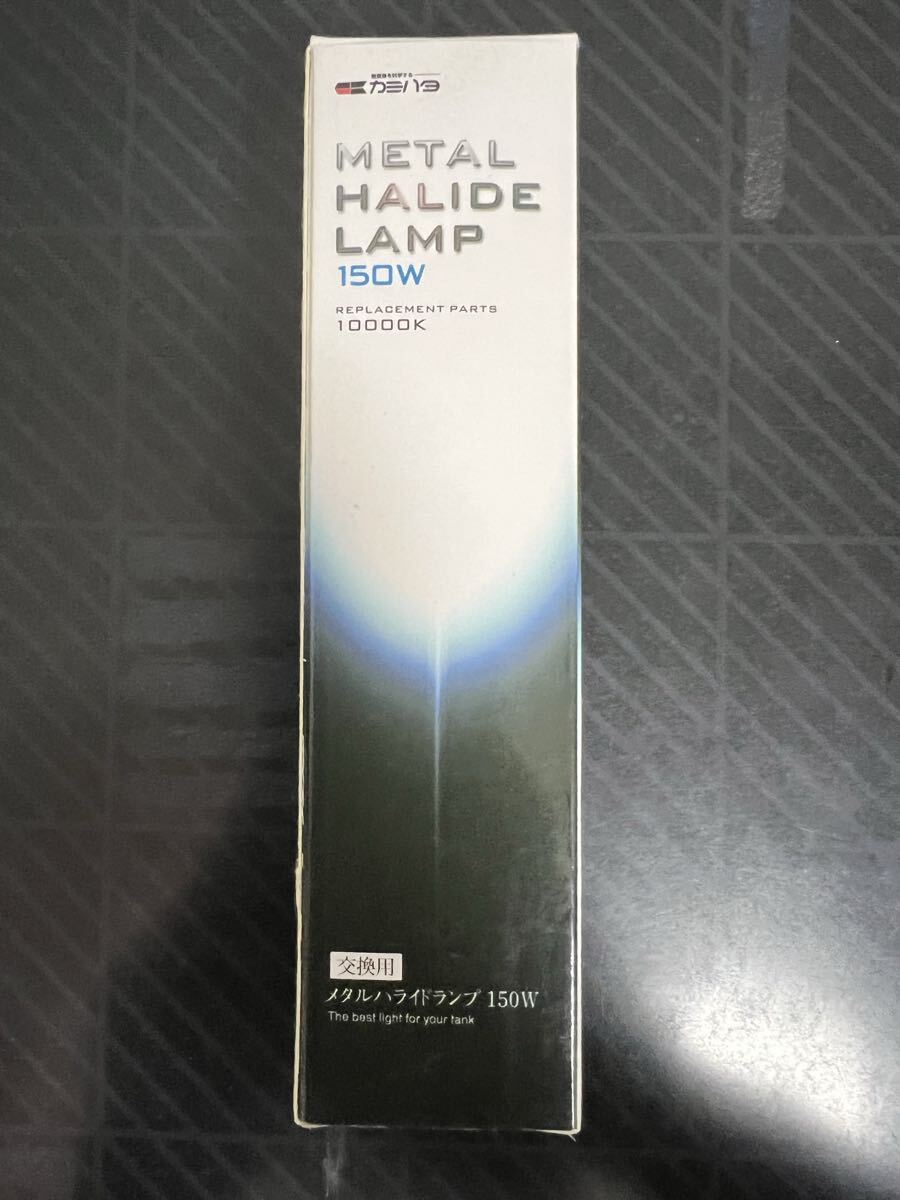 カミハタ
METAL
HALIDE
LAMP
150W
REPLACEMENT PARTS
10000K
交換用
メタルハライドランプ 150W
The best light for your tank